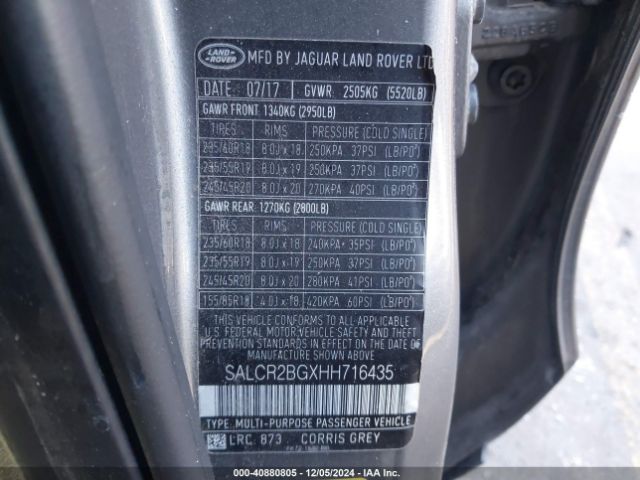 LAND-
ROVER
MFD BY JAGUAR LAND ROVER LTD
DATE 07/17 GVWR 2505KG (5520LB)
GAWR FRONT 1340KG (2950LB)
TIRES RIMS PRESSURE (COLD SINGLE)
235/60R18 8.0J x 18 250KPA 37PSI (LB/PO²)
235/55R19 8.0J x 19 250KPA 37PSI (LB/PO²)
245/45R20 8.0J x 20 270KPA 40PSI (LB/PO²)
GAWR REAR 1270KG (2800LB)
TIRES RIMS PRESSURE (COLD SINGLE)
235/60R18 8.0J x 18 240KPA 35PSI (LB/PO²)
235/55R19 8.0J x 19 250KPA 37PSI (LB/PO²)
245/45R20 8.0J x 20 280KPA 41PSI (LB/PO²)
155/85R18 4.0J x 18 420KPA 60PSI (LB/PO²)
THIS VEHICLE CONFORMS TO ALL APPLICABLE
U.S. FEDERAL MOTOR VEHICLE SAFETY AND THEFT
PREVENTION STANDARDS IN EFFECT ON THE DATE OF
MANUFACTURE SHOWN ABOVE
SALCR2BGXHH716435
TYPE: MULTI-PURPOSE PASSENGER VEHICLE
LRC 873 CORRIS GREY
Stock: (US)-40880805 - 12/05/2024 - IAA Inc.